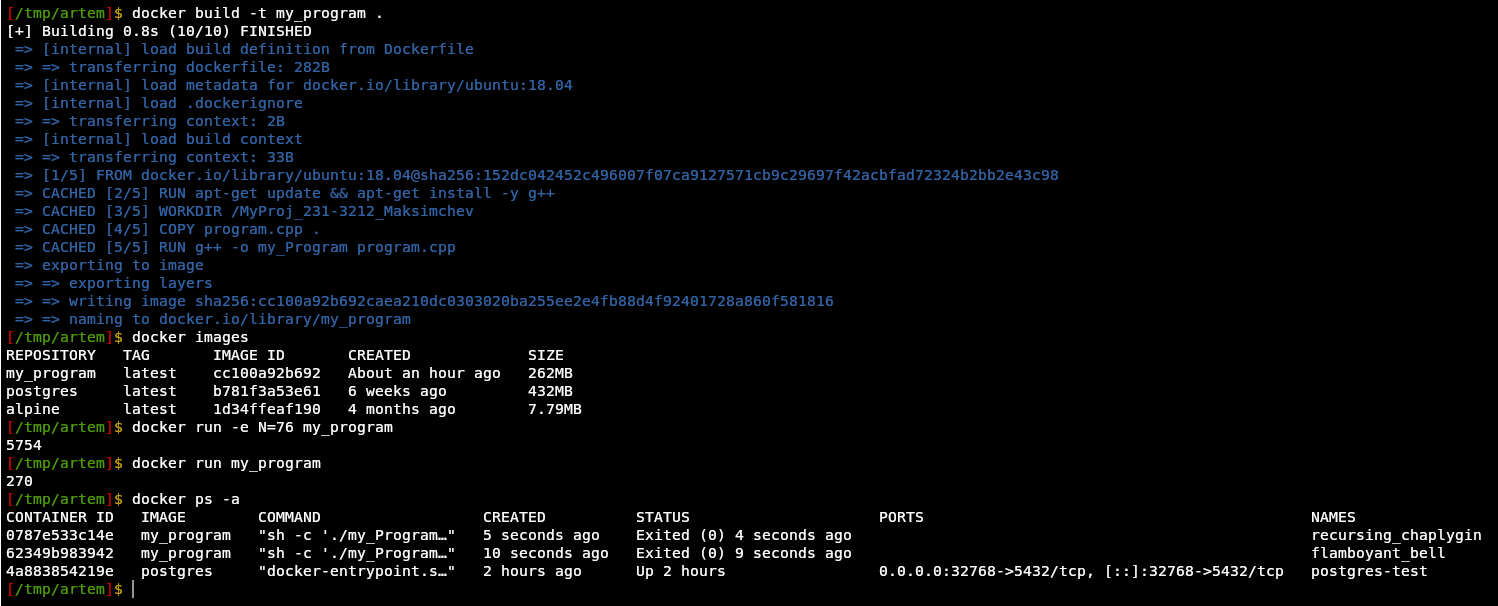 [/tmp/artem]$ docker build -t my_program .
[+] Building 0.8s (10/10) FINISHED
=> [internal] load build definition from Dockerfile
=> => transferring dockerfile: 282B
=> [internal] load metadata for docker.io/library/ubuntu:18.04
=> [internal] load .dockerignore
=> => transferring context: 2B
=> [internal] load build context
=> => transferring context: 33B
=> [1/5] FROM docker.io/library/ubuntu:18.04@sha256:152dc042452c496007f07ca9127571cb9c29697f42acbfad72324b2bb2e43c98
=> CACHED [2/5] RUN apt-get update && apt-get install -y g++
=> CACHED [3/5] WORKDIR /MyProj_231-3212_Maksimchev
=> CACHED [4/5] COPY program.cpp .
=> CACHED [5/5] RUN g++ -o my_Program program.cpp
=> exporting to image
=> => exporting layers
=> => writing image sha256:cc100a92b692caea210dc0303020ba255ee2e4fb88d4f92401728a860f581816
=> => naming to docker.io/library/my_program
[/tmp/artem]$ docker images
REPOSITORY   TAG       IMAGE ID       CREATED             SIZE
my_program   latest    cc100a92b692   About an hour ago   262MB
postgres     latest    b781f3a53e61   6 weeks ago         432MB
alpine       latest    1d34ffeaf190   4 months ago        7.79MB
[/tmp/artem]$ docker run -e N=76 my_program
5754
[/tmp/artem]$ docker run my_program
270
[/tmp/artem]$ docker ps -a
CONTAINER ID   IMAGE        COMMAND                  CREATED          STATUS                     PORTS                                           NAMES
0787e533c14e   my_program   "sh -c './my_Program…"   5 seconds ago    Exited (0) 4 seconds ago                                                   recursing_chaplygin
62349b983942   my_program   "sh -c './my_Program…"   10 seconds ago   Exited (0) 9 seconds ago                                                   flamboyant_bell
4a883854219e   postgres     "docker-entrypoint.s…"   2 hours ago      Up 2 hours                 0.0.0.0:32768->5432/tcp, [::]:32768->5432/tcp   postgres-test
[/tmp/artem]$